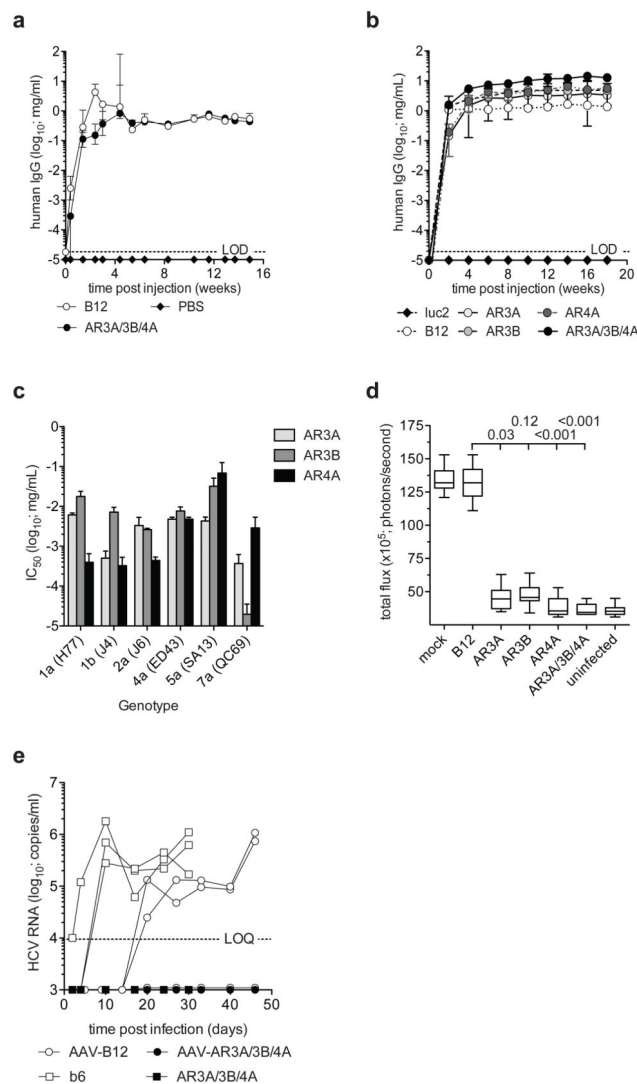 a
human IgG (log10; mg/ml)
2
1
0
-1
-2
-3
-4
-5
LOD
0 4 8 12 16
time post injection (weeks)
B12
PBS
AR3A/3B/4A
b
human IgG (log10; mg/mL)
2
1
0
-1
-2
-3
-4
-5
LOD
0 4 8 12 16 20
time post injection (weeks)
luc2 AR3A AR4A
B12 AR3B AR3A/3B/4A
c
IC50 (log10; mg/mL)
0
-1
-2
-3
-4
-5
AR3A
AR3B
AR4A
1a (H77)
1b (J4)
2a (J6)
4a (ED43)
5a (SA13)
7a (QC69)
Genotype
d
0.12 <0.001
0.03 <0.001
total flux (x10^5; photons/second)
175
150
125
100
50
mock
B12
AR3A
AR3B
AR4A
AR3A/3B/4A
uninfected
e
HCV RNA (log10; copies/ml)
7
6
5
4
3
LOQ
0 10 20 30 40 50
time post infection (days)
AAV-B12 AAV-AR3A/3B/4A
b6 AR3A/3B/4A